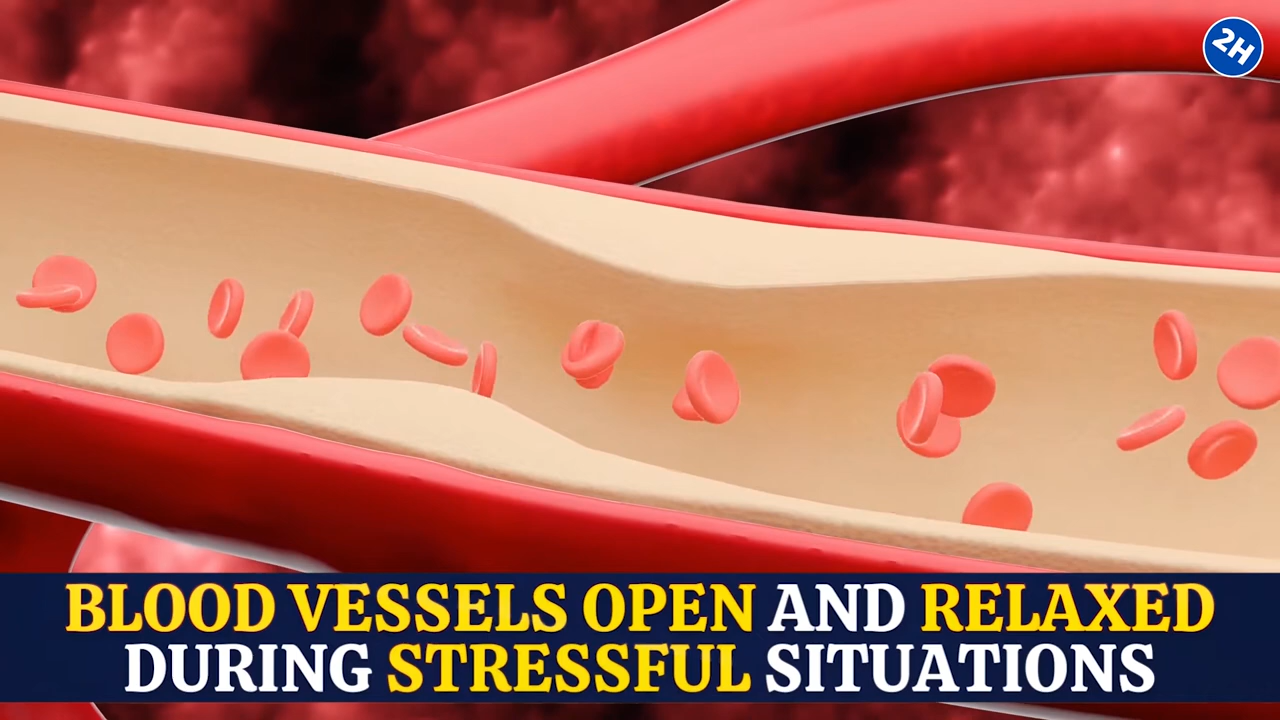 2H
BLOOD VESSELS OPEN AND RELAXED
DURING STRESSFUL SITUATIONS